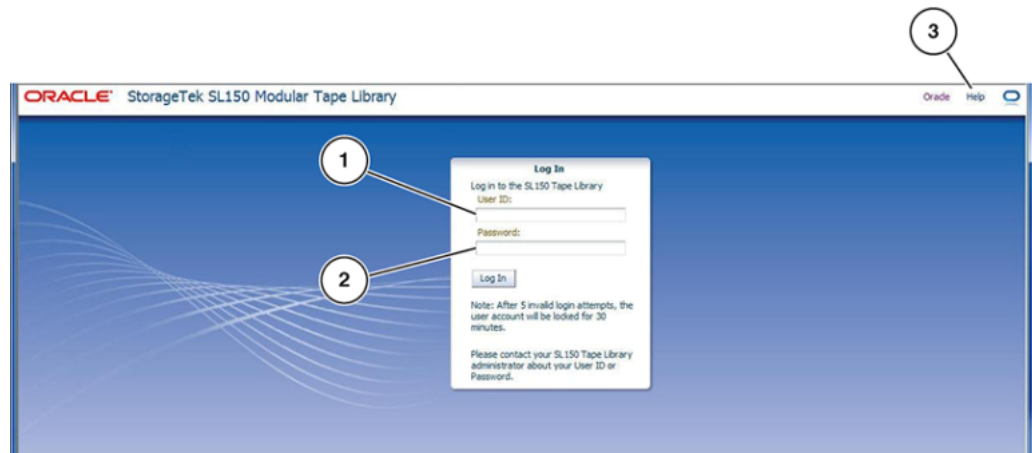 3
ORACLE StorageTek SL150 Modular Tape Library
Oracle Help
1
Log In
Log in to the SL150 Tape Library
User ID:
Password:
2
Log In
Note: After 5 invalid login attempts, the
user account will be locked for 30
minutes.
Please contact your SL150 Tape Library
administrator about your User ID or
Password.